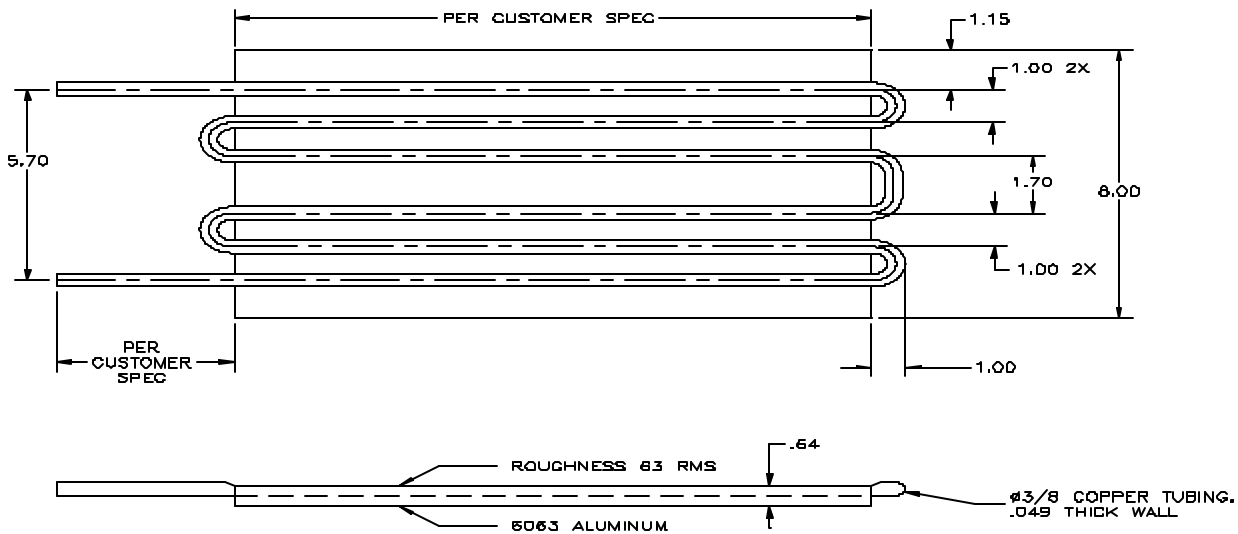 PER CUSTOMER SPEC
1.15
1.00 2X
5.70
1.70
8.00
1.00 2X
PER
CUSTOMER
SPEC
1.00
.64
ROUGHNESS 63 RMS
6063 ALUMINUM
ø3/8 COPPER TUBING.
.049 THICK WALL